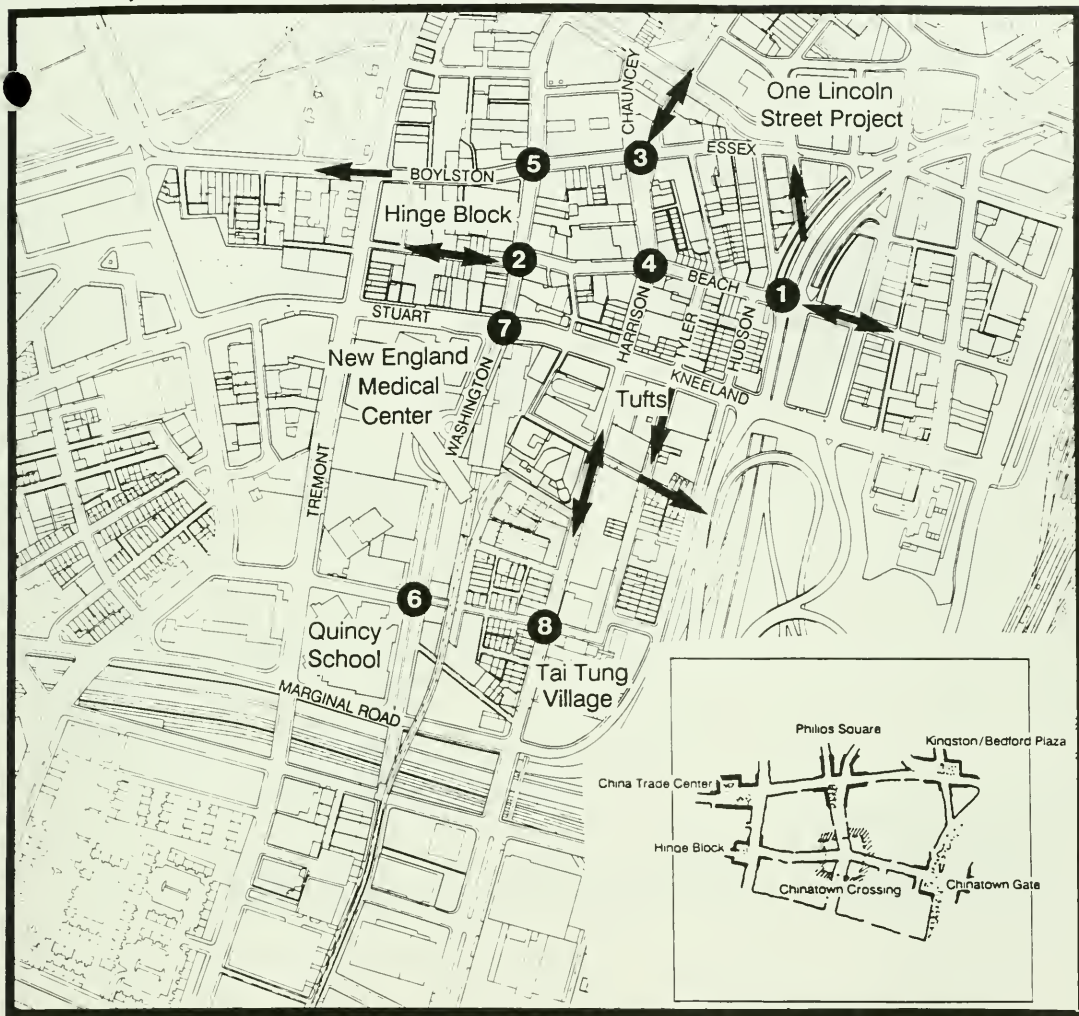 CHAUNCEY
One Lincoln
Street Project
3
ESSEX
5
BOYLSTON
Hinge Block
2
4
BEACH
1
HARRISON
TYLER
HUDSON
STUART
7
KNEELAND
New England
Medical
Center
WASHINGTON
Tufts
TREMONT
6
8
Quincy
School
Tai Tung
Village
MARGINAL ROAD
Philips Square
Kingston/Bedford Plaza
China Trade Center
Hinge Block
Chinatown Crossing
Chinatown Gate